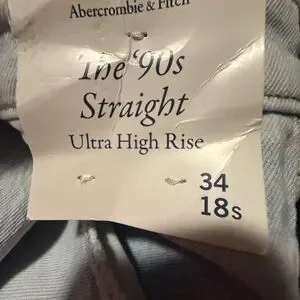 Abercrombie & Fitch
The '90s
Straight
Ultra High Rise
34
18s